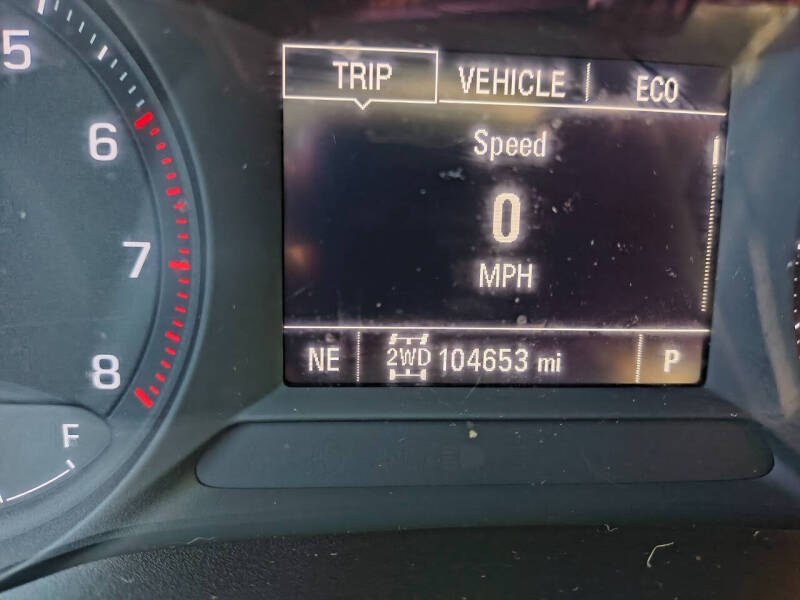 5
6
7
8
F
TRIP VEHICLE ECO
Speed
0
MPH
NE 2WD 104653 mi P